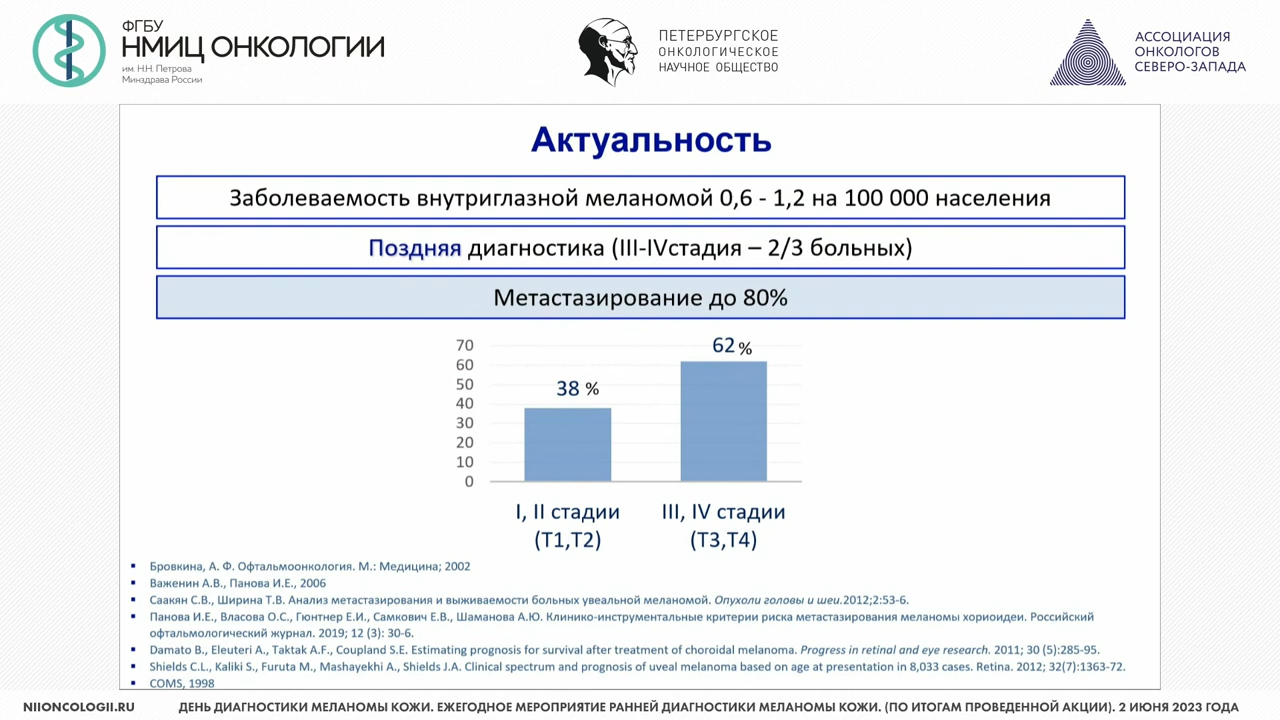 ФГБУ
НМИЦ ОНКОЛОГИИ
им. Н.Н. Петрова
Минздрава России
ПЕТЕРБУРГСКОЕ
ОНКОЛОГИЧЕСКОЕ
НАУЧНОЕ ОБЩЕСТВО
АССОЦИАЦИЯ
ОНКОЛОГОВ
СЕВЕРО-ЗАПАДА
Актуальность
Заболеваемость внутриглазной меланомой 0,6 - 1,2 на 100 000 населения
Поздняя диагностика (III-IVстадия – 2/3 больных)
Метастазирование до 80%
70
60
50
40
30
20
10
0
38 %
62 %
I, II стадии
(T1,T2)
III, IV стадии
(T3,T4)
▪ Бровкина, А. Ф. Офтальмоонкология. М.: Медицина; 2002
▪ Важенин А.В., Панова И.Е., 2006
▪ Саакян С.В., Ширина Т.В. Анализ метастазирования и выживаемости больных увеальной меланомой. Опухоли головы и шеи.2012;2:53-6.
▪ Панова И.Е., Власова О.С., Гюнтнер Е.И., Самкович Е.В., Шаманова А.Ю. Клинико-инструментальные критерии риска метастазирования меланомы хориоидеи. Российский
офтальмологический журнал. 2019; 12 (3): 30-6.
▪ Damato B., Eleuteri A., Taktak A.F., Coupland S.E. Estimating prognosis for survival after treatment of choroidal melanoma. Progress in retinal and eye research. 2011; 30 (5):285-95.
▪ Shields C.L., Kaliki S., Furuta M., Mashayekhi A., Shields J.A. Clinical spectrum and prognosis of uveal melanoma based on age at presentation in 8,033 cases. Retina. 2012; 32(7):1363-72.
▪ COMS, 1998
NIIONCOLOGII.RU
ДЕНЬ ДИАГНОСТИКИ МЕЛАНОМЫ КОЖИ. ЕЖЕГОДНОЕ МЕРОПРИЯТИЕ РАННЕЙ ДИАГНОСТИКИ МЕЛАНОМЫ КОЖИ. (ПО ИТОГАМ ПРОВЕДЕННОЙ АКЦИИ). 2 ИЮНЯ 2023 ГОДА